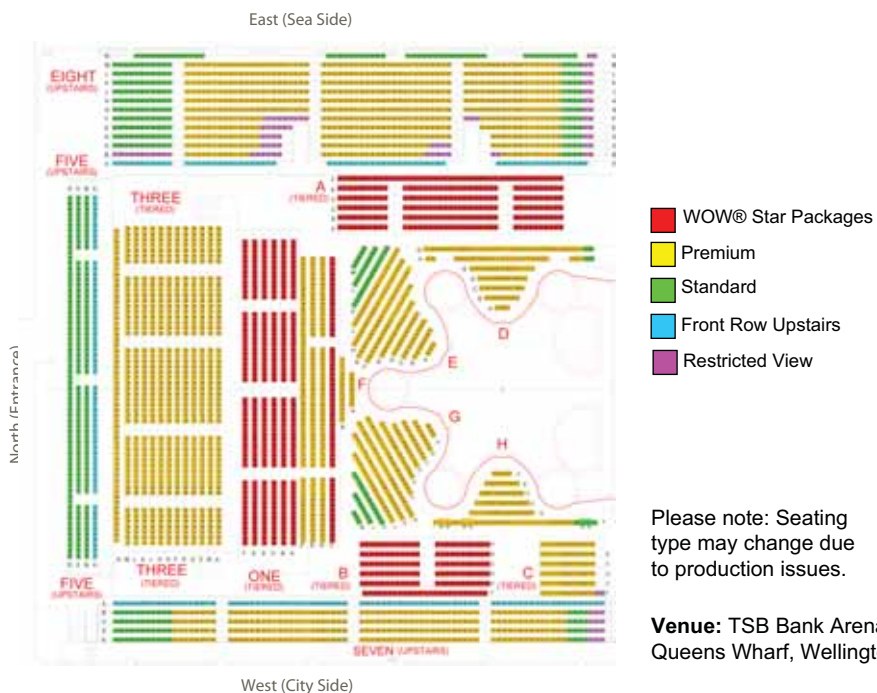 East (Sea Side)
EIGHT
(UPSTAIRS)
FIVE
(UPSTAIRS)
THREE
(TIERED)
A
(TIERED)
D
E
F
G
H
North (Entrance)
THREE
(TIERED)
ONE
(TIERED)
B
(TIERED)
C
(TIERED)
FIVE
(UPSTAIRS)
SEVEN (UPSTAIRS)
West (City Side)
WOW® Star Packages
Premium
Standard
Front Row Upstairs
Restricted View
Please note: Seating
type may change due
to production issues.
Venue: TSB Bank Arena
Queens Wharf, Wellingt